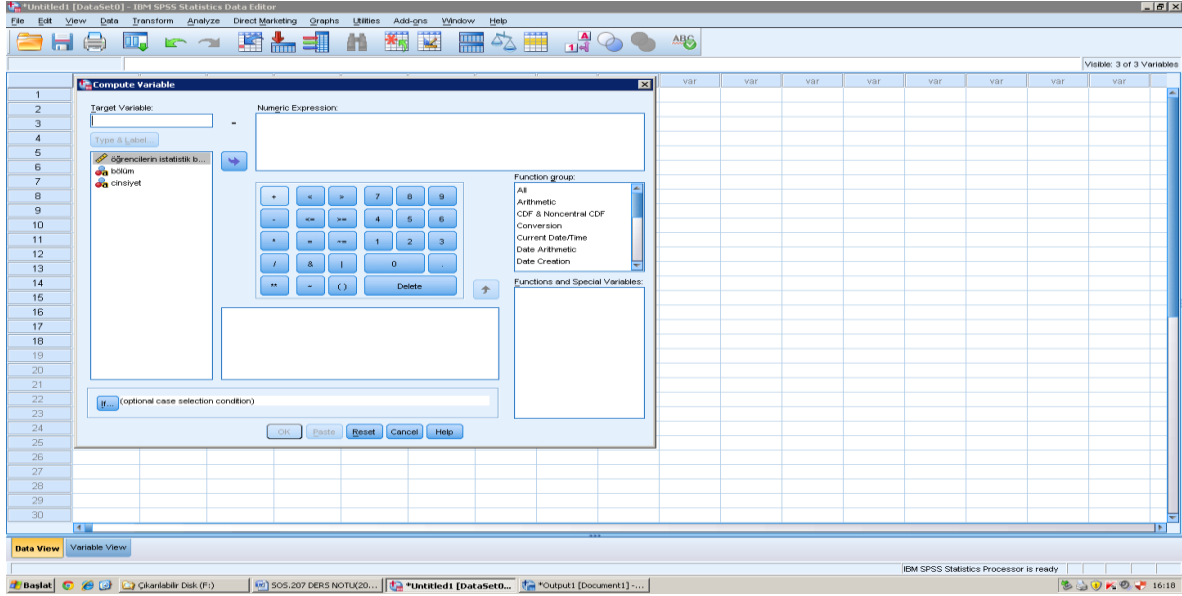 *Untitled1 [DataSet0] - IBM SPSS Statistics Data Editor
File Edit View Data Transform Analyze Direct Marketing Graphs Utilities Add-ons Window Help
Visible: 3 of 3 Variables
var var var var var var var var
Compute Variable
Target Variable:
Numeric Expression:
=
Type & Label...
öğrencilerin istatistik b...
bölüm
cinsiyet
+ < > 7 8 9
- <= >= 4 5 6
* = ~= 1 2 3
/ & | 0 .
** ~ ( ) Delete
Function group:
All
Arithmetic
CDF & Noncentral CDF
Conversion
Current Date/Time
Date Arithmetic
Date Creation
Functions and Special Variables:
If... (optional case selection condition)
OK Paste Reset Cancel Help
1
2
3
4
5
6
7
8
9
10
11
12
13
14
15
16
17
18
19
20
21
22
23
24
25
26
27
28
29
30
Data View Variable View
IBM SPSS Statistics Processor is ready
Başlat Çıkarılabilir Disk (F:) SOS.207 DERS NOTU(20... *Untitled1 [DataSet0... *Output1 [Document1] -... 16:18